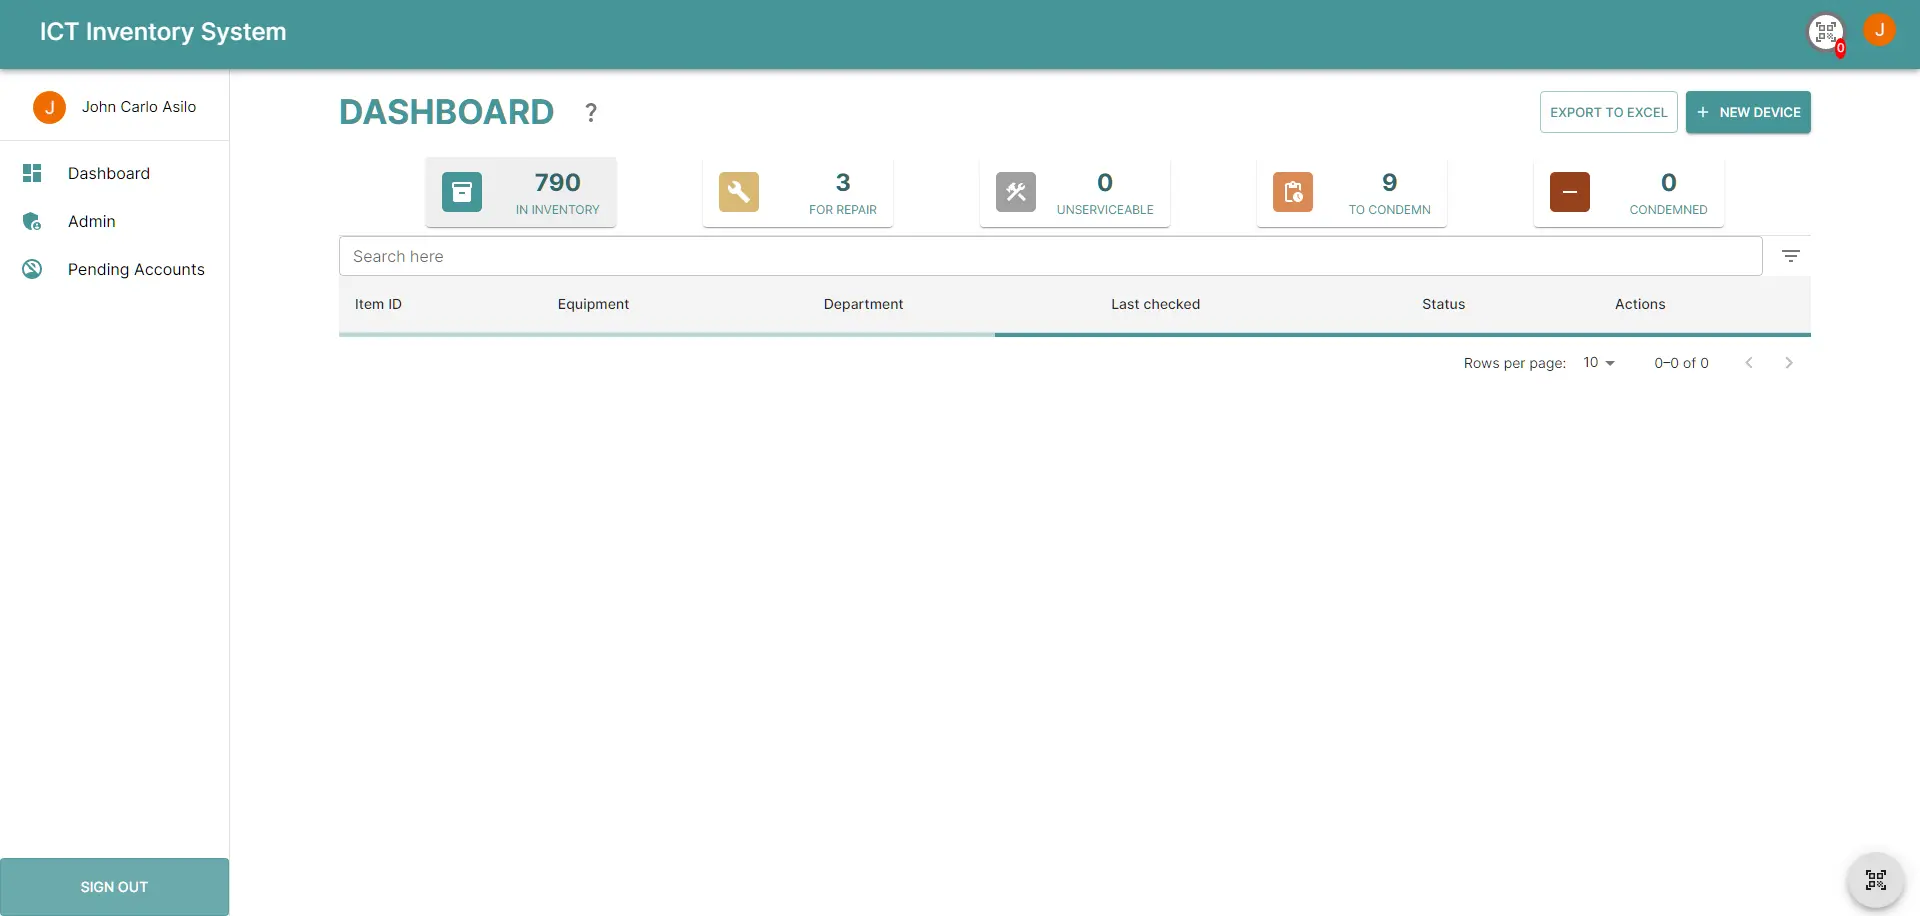 ICT Inventory System
0
J
J
John Carlo Asilo
Dashboard
Admin
Pending Accounts
SIGN OUT
DASHBOARD ?
EXPORT TO EXCEL
+ NEW DEVICE
790
IN INVENTORY
3
FOR REPAIR
0
UNSERVICEABLE
9
TO CONDEMN
0
CONDEMNED
Search here
Item ID Equipment Department Last checked Status Actions
Rows per page: 10 0–0 of 0